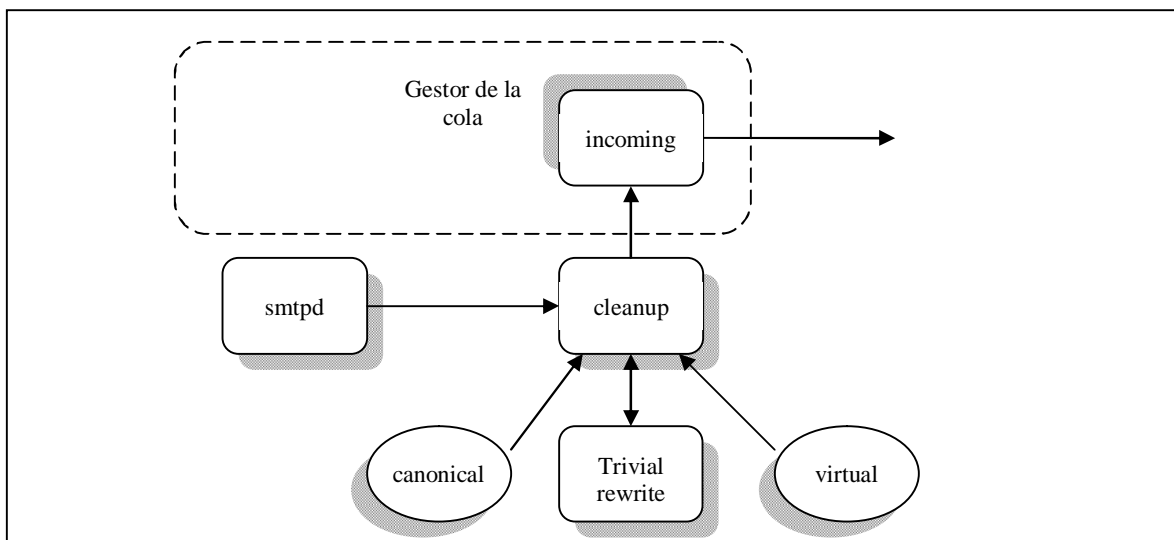 Gestor de la
cola
incoming
smtpd
cleanup
canonical
Trivial
rewrite
virtual